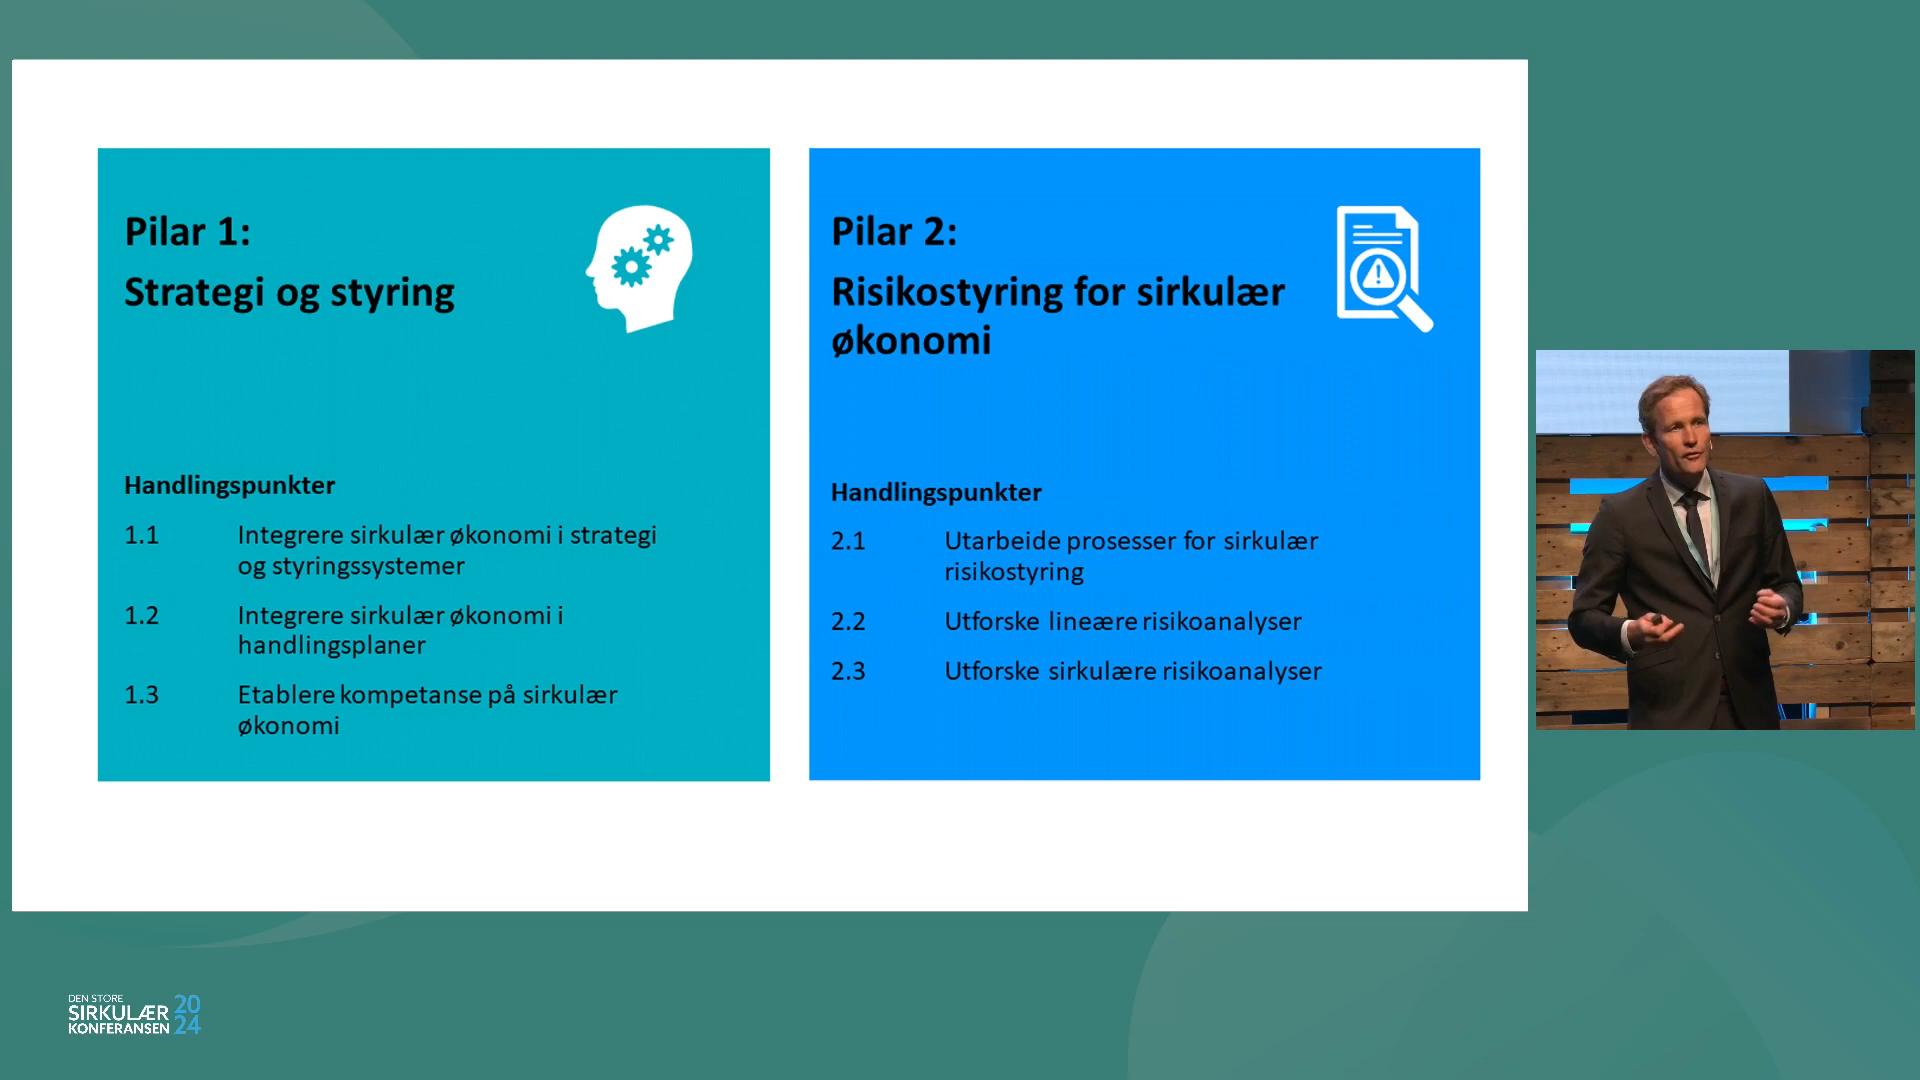 Pilar 1:
Strategi og styring
Handlingspunkter
1.1 Integrere sirkulær økonomi i strategi
og styringssystemer
1.2 Integrere sirkulær økonomi i
handlingsplaner
1.3 Etablere kompetanse på sirkulær
økonomi
Pilar 2:
Risikostyring for sirkulær
økonomi
Handlingspunkter
2.1 Utarbeide prosesser for sirkulær
risikostyring
2.2 Utforske lineære risikoanalyser
2.3 Utforske sirkulære risikoanalyser
DEN STORE
SIRKULÆR
KONFERANSEN
20
24